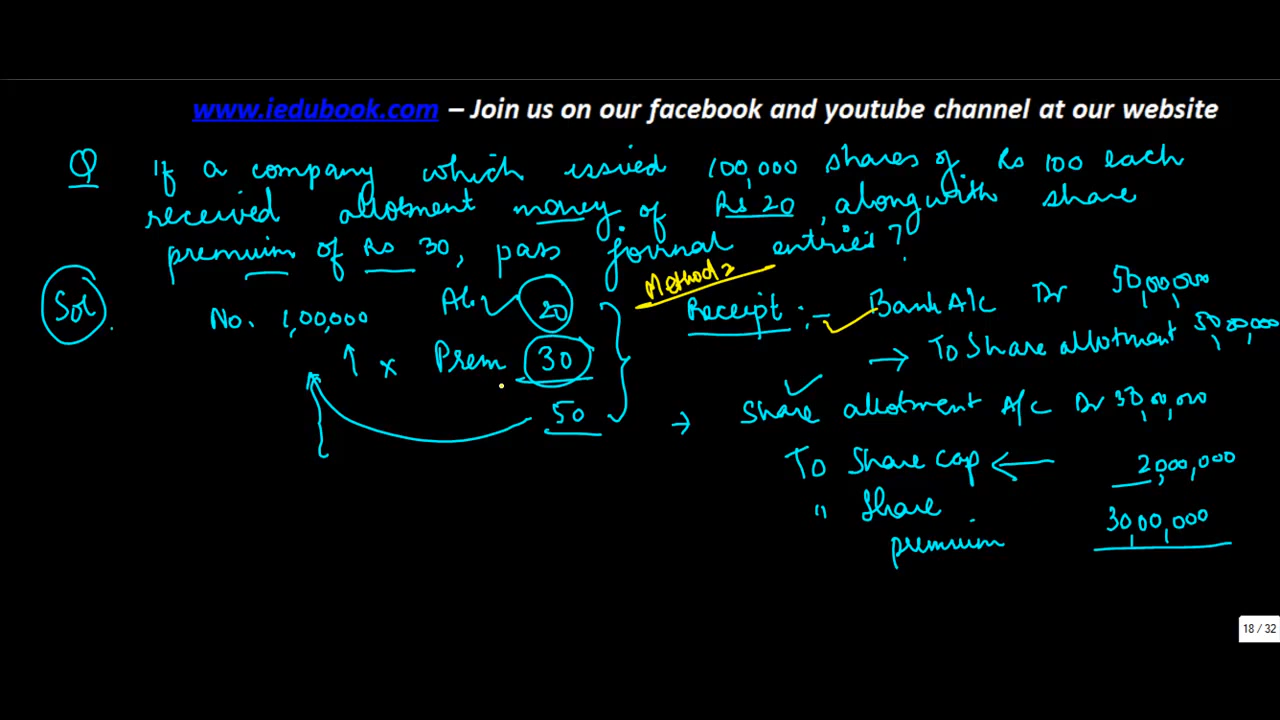 www.iedubook.com – Join us on our facebook and youtube channel at our website
Q If a company which issued 100,000 shares of Rs 100 each
received allotment money of Rs 20, alongwith share
premium of Rs 30, pass journal entries?
Sol No. 1,00,000
All 20
x Prem 30
50
Method 2
Receipt :- Bank A/c Dr 50,00,000
→ To Share allotment 50,00,000
→ Share allotment A/c Dr 50,00,000
To Share cap ← 2,000,000
" Share
premium 30,00,000
18 / 32